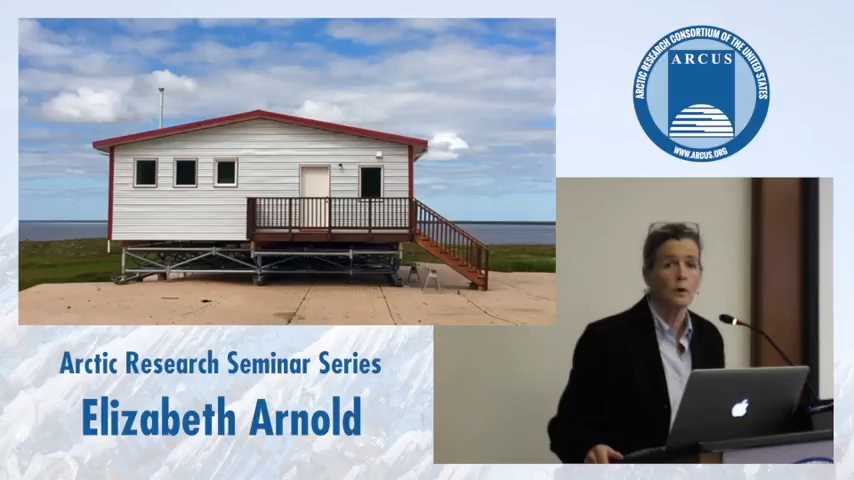 ARCTIC RESEARCH CONSORTIUM OF THE UNITED STATES
ARCUS
WWW.ARCUS.ORG
Arctic Research Seminar Series
Elizabeth Arnold